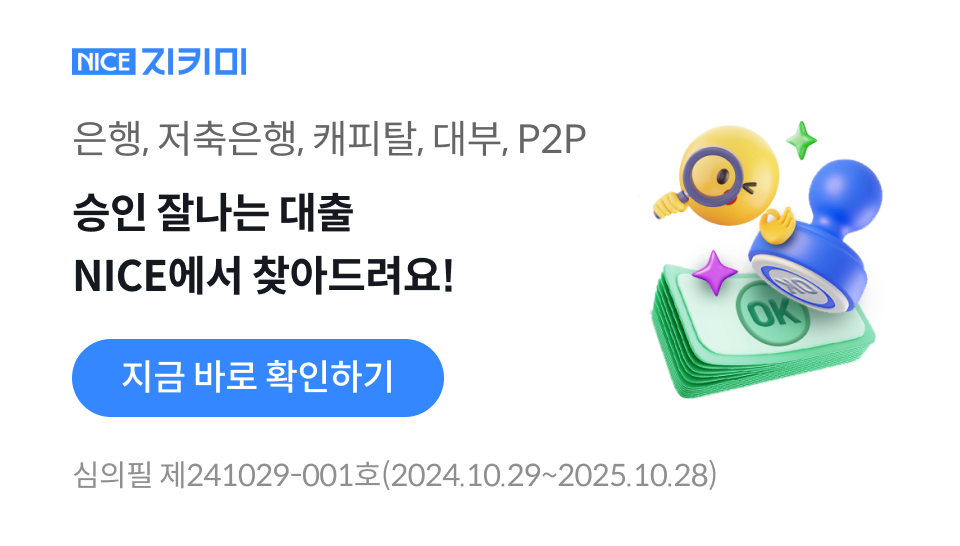 NICE 지키미
은행, 저축은행, 캐피탈, 대부, P2P
승인 잘나는 대출
NICE에서 찾아드려요!
OK
OK
지금 바로 확인하기
심의필 제241029-001호(2024.10.29~2025.10.28)